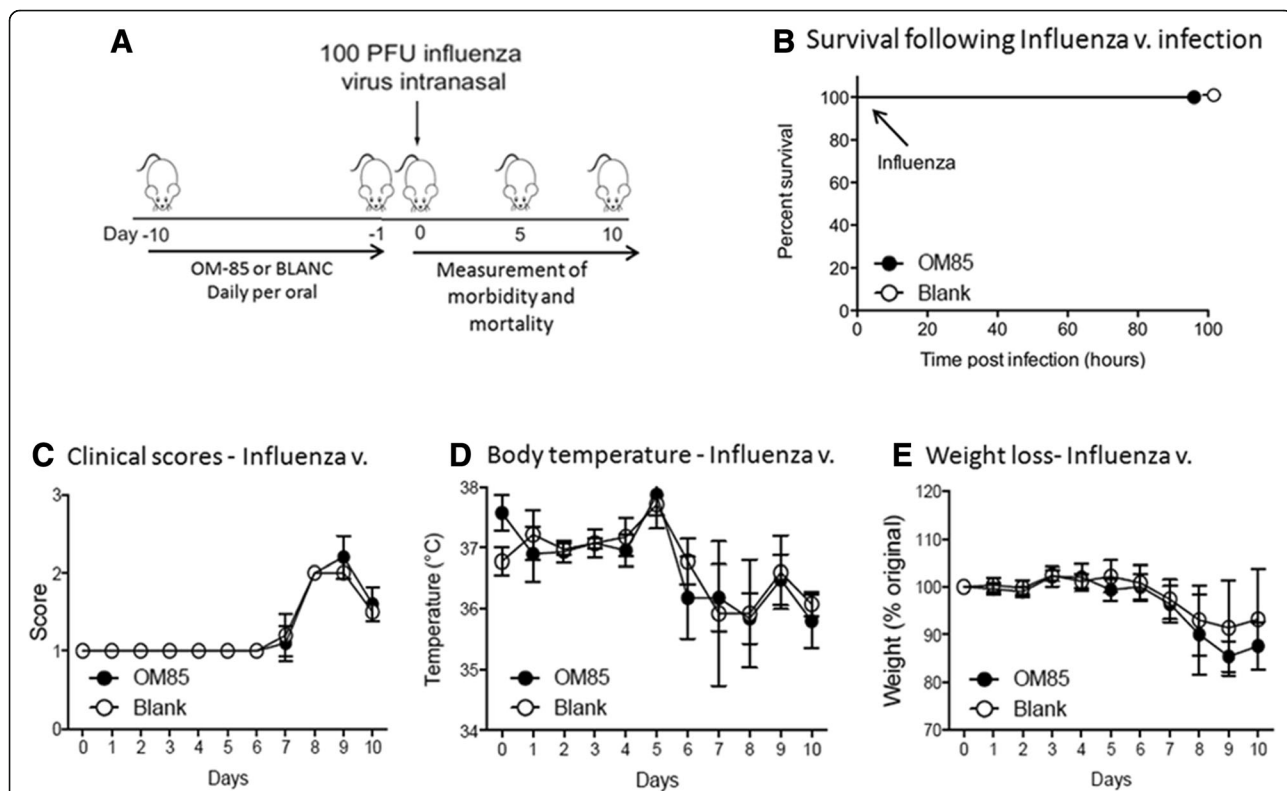 A
100 PFU influenza
virus intranasal
Day -10 -1 0 5 10
OM-85 or BLANC
Daily per oral
Measurement of
morbidity and
mortality
B Survival following Influenza v. infection
Percent survival
100
80
60
40
20
0
Influenza
OM85
Blank
0 20 40 60 80 100
Time post infection (hours)
C Clinical scores - Influenza v.
Score
3
2
1
0
OM85
Blank
0 1 2 3 4 5 6 7 8 9 10
Days
D Body temperature - Influenza v.
Temperature (°C)
38
37
36
35
34
OM85
Blank
0 1 2 3 4 5 6 7 8 9 10
Days
E Weight loss- Influenza v.
Weight (% original)
120
110
100
90
80
70
OM85
Blank
0 1 2 3 4 5 6 7 8 9 10
Days